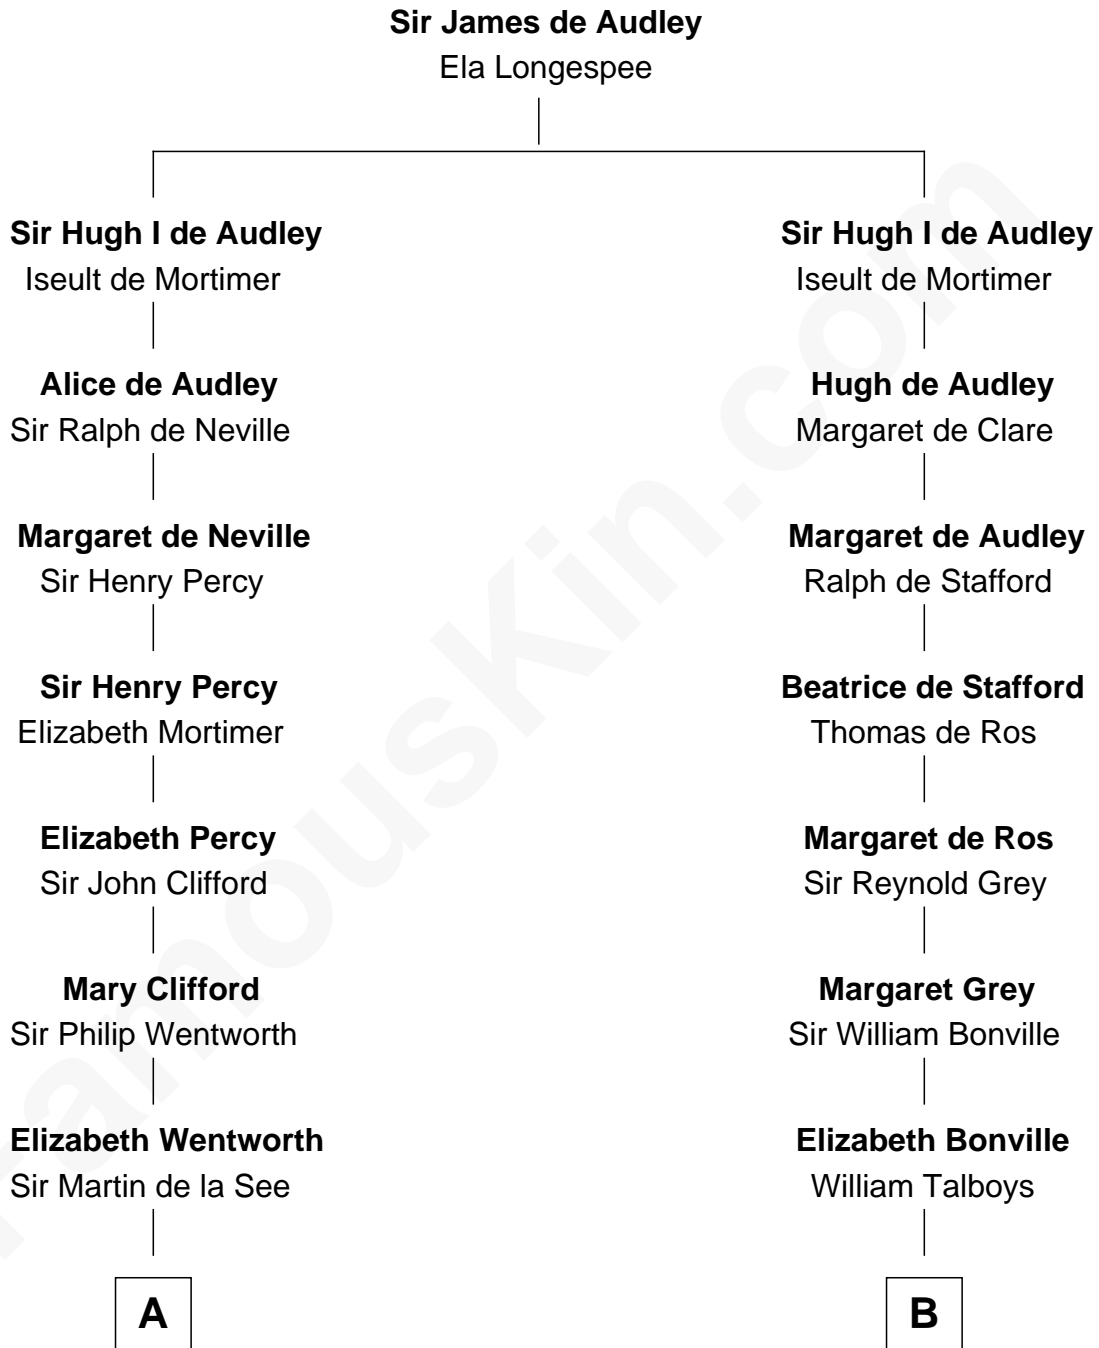 Sir James de Audley
Ela Longespee
Sir Hugh I de Audley
Iseult de Mortimer
Sir Hugh I de Audley
Iseult de Mortimer
Alice de Audley
Sir Ralph de Neville
Hugh de Audley
Margaret de Clare
Margaret de Neville
Sir Henry Percy
Margaret de Audley
Ralph de Stafford
Sir Henry Percy
Elizabeth Mortimer
Beatrice de Stafford
Thomas de Ros
Elizabeth Percy
Sir John Clifford
Margaret de Ros
Sir Reynold Grey
Mary Clifford
Sir Philip Wentworth
Margaret Grey
Sir William Bonville
Elizabeth Wentworth
Sir Martin de la See
Elizabeth Bonville
William Talboys
A
B
FamousKin.com